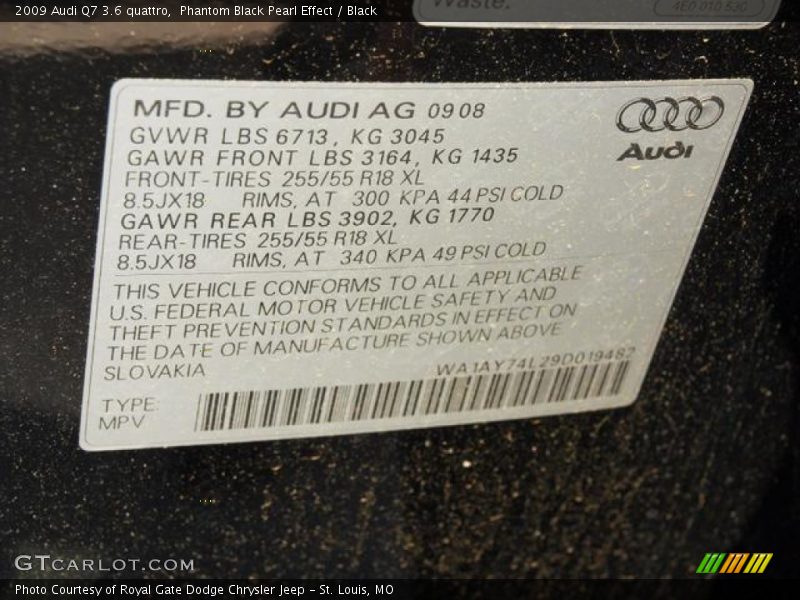 2009 Audi Q7 3.6 quattro, Phantom Black Pearl Effect / Black
Waste.
4E0 010 530
MFD. BY AUDI AG 0908
GVWR LBS 6713, KG 3045
GAWR FRONT LBS 3164, KG 1435
FRONT-TIRES 255/55 R18 XL
8.5JX18 RIMS, AT 300 KPA 44 PSI COLD
GAWR REAR LBS 3902, KG 1770
REAR-TIRES 255/55 R18 XL
8.5JX18 RIMS, AT 340 KPA 49 PSI COLD
Audi
THIS VEHICLE CONFORMS TO ALL APPLICABLE
U.S. FEDERAL MOTOR VEHICLE SAFETY AND
THEFT PREVENTION STANDARDS IN EFFECT ON
THE DATE OF MANUFACTURE SHOWN ABOVE
SLOVAKIA
WA1AY74L29D019482
TYPE:
MPV
GTCARLOT.COM
Photo Courtesy of Royal Gate Dodge Chrysler Jeep - St. Louis, MO